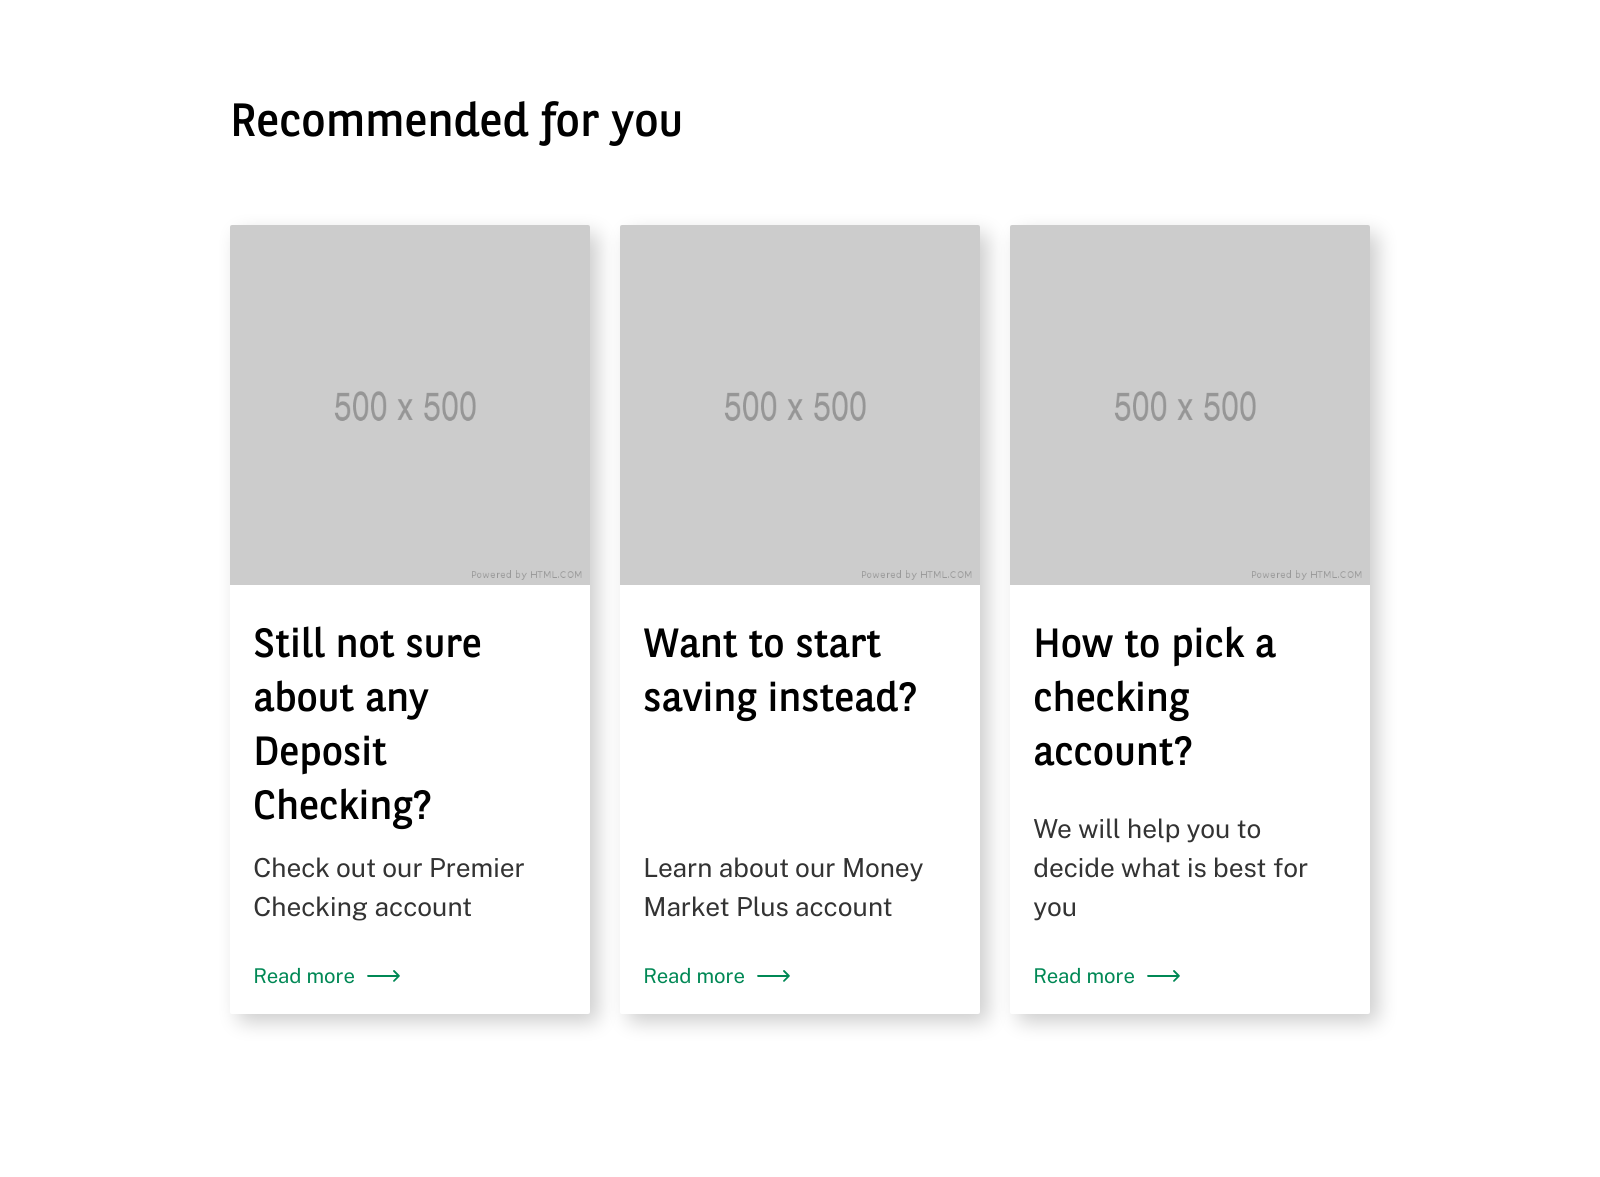 Recommended for you
500 x 500
Powered by HTML.COM
Still not sure
about any
Deposit
Checking?
Check out our Premier
Checking account
Read more
500 x 500
Powered by HTML.COM
Want to start
saving instead?
Learn about our Money
Market Plus account
Read more
500 x 500
Powered by HTML.COM
How to pick a
checking
account?
We will help you to
decide what is best for
you
Read more